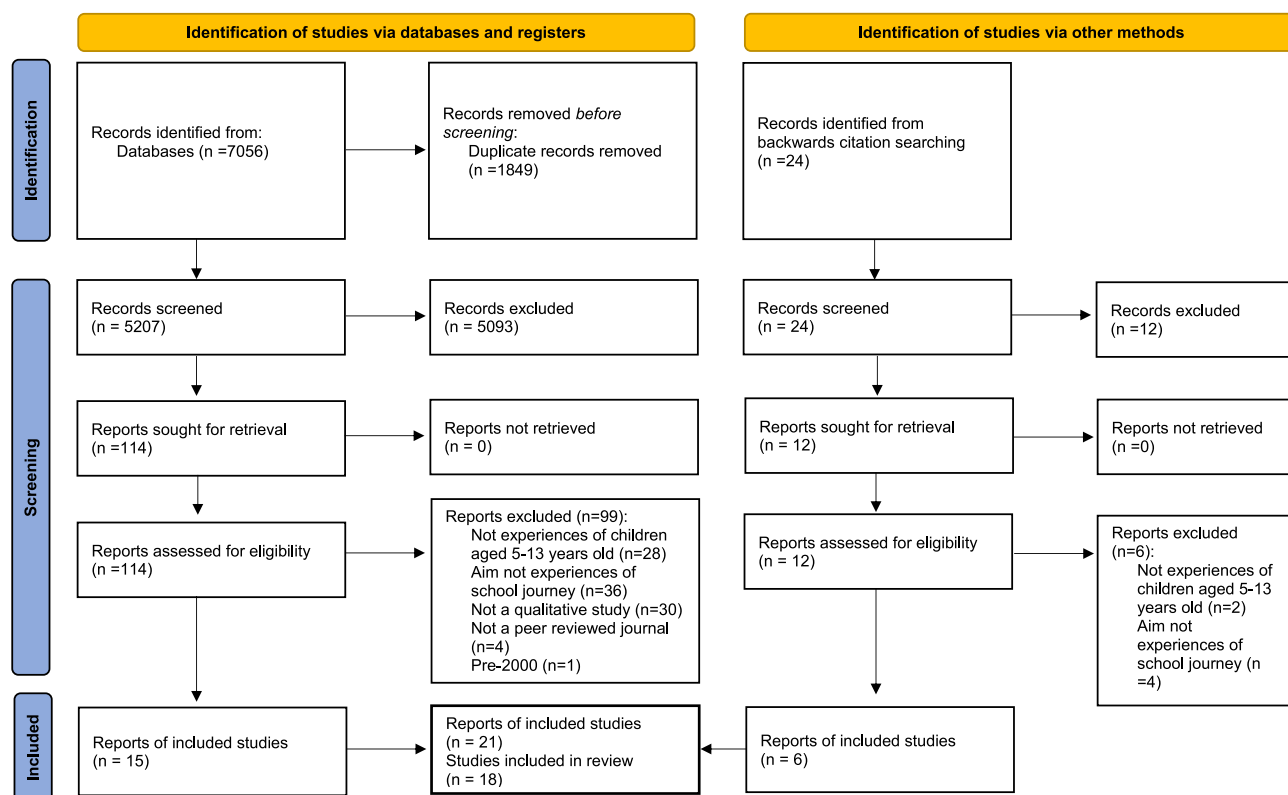 Identification of studies via databases and registers
Identification of studies via other methods
Identification
Records identified from:
Databases (n =7056)
Records removed before
screening:
Duplicate records removed
(n =1849)
Records identified from
backwards citation searching
(n =24)
Screening
Records screened
(n = 5207)
Records excluded
(n = 5093)
Records screened
(n = 24)
Records excluded
(n =12)
Reports sought for retrieval
(n =114)
Reports not retrieved
(n = 0)
Reports sought for retrieval
(n = 12)
Reports not retrieved
(n =0)
Reports assessed for eligibility
(n =114)
Reports excluded (n=99):
Not experiences of children
aged 5-13 years old (n=28)
Aim not experiences of
school journey (n=36)
Not a qualitative study (n=30)
Not a peer reviewed journal
(n=4)
Pre-2000 (n=1)
Reports assessed for eligibility
(n = 12)
Reports excluded
(n=6):
Not experiences of
children aged 5-13
years old (n=2)
Aim not
experiences of
school journey (n
=4)
Included
Reports of included studies
(n = 15)
Reports of included studies
(n = 21)
Studies included in review
(n = 18)
Reports of included studies
(n = 6)